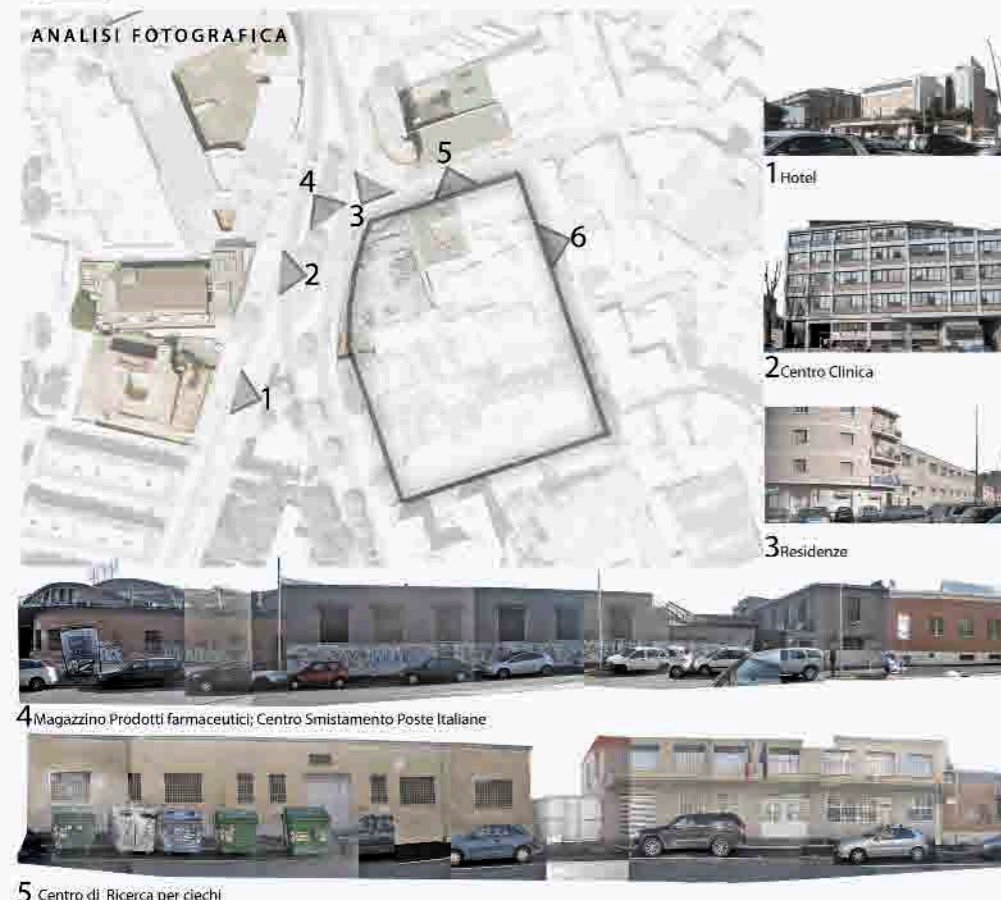 ANALISI FOTOGRAFICA
5
4
3
6
2
1
1 Hotel
2 Centro Clinica
3 Residenze
4 Magazzino Prodotti farmaceutici; Centro Smistamento Poste Italiane
5 Centro di Ricerca per ciechi